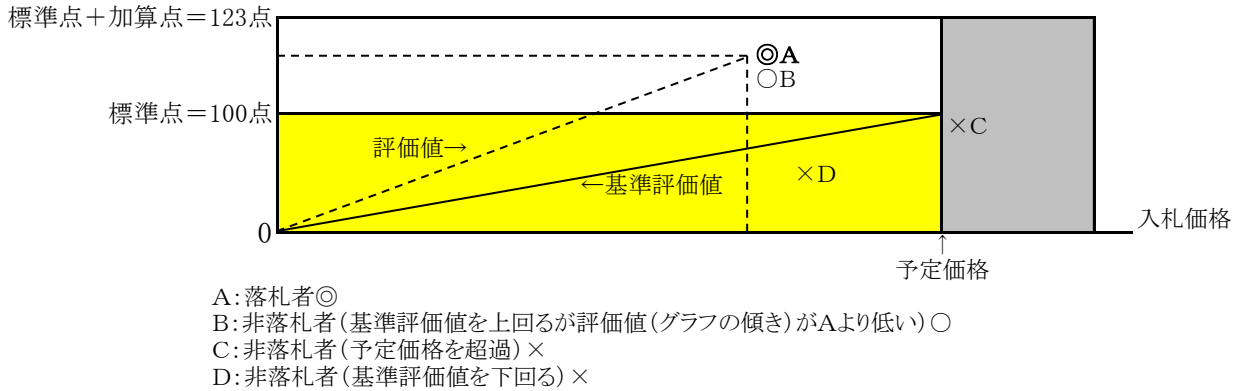 標準点＋加算点＝123点
◎A
○B
標準点＝100点
×C
評価値→
×D
←基準評価値
入札価格
0
↑
予定価格
A:落札者◎
B:非落札者(基準評価値を上回るが評価値(グラフの傾き)がAより低い)○
C:非落札者(予定価格を超過)×
D:非落札者(基準評価値を下回る)×